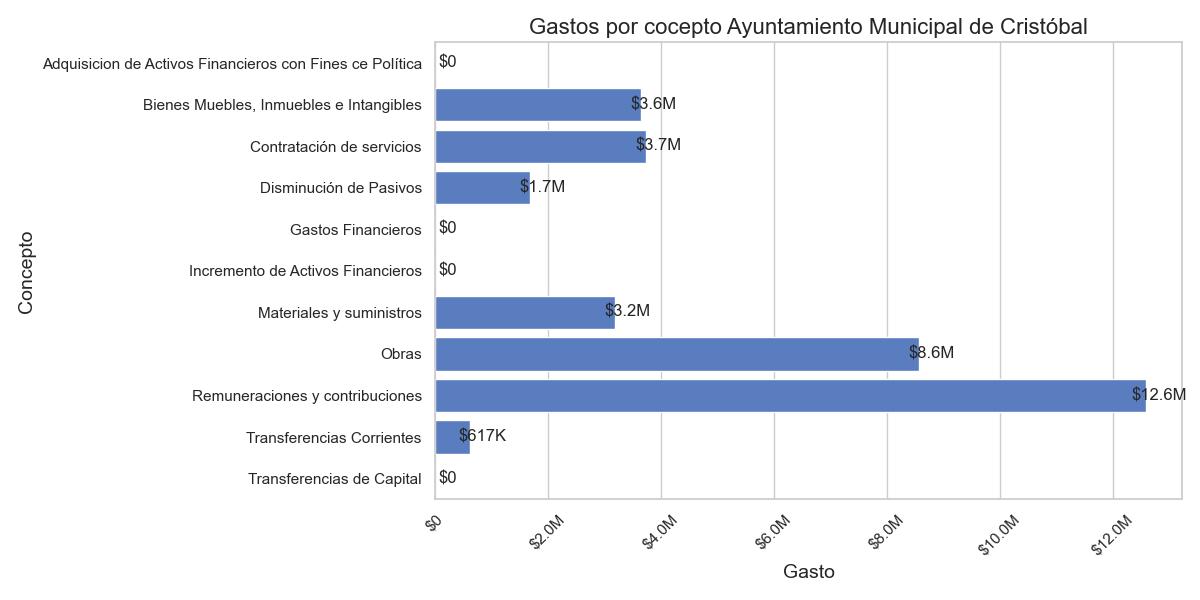 Gastos por cocepto Ayuntamiento Municipal de Cristóbal
Concepto
Adquisicion de Activos Financieros con Fines ce Política $0
Bienes Muebles, Inmuebles e Intangibles $3.6M
Contratación de servicios $3.7M
Disminución de Pasivos $1.7M
Gastos Financieros $0
Incremento de Activos Financieros $0
Materiales y suministros $3.2M
Obras $8.6M
Remuneraciones y contribuciones $12.6M
Transferencias Corrientes $617K
Transferencias de Capital $0
$0 $2.0M $4.0M $6.0M $8.0M $10.0M $12.0M
Gasto